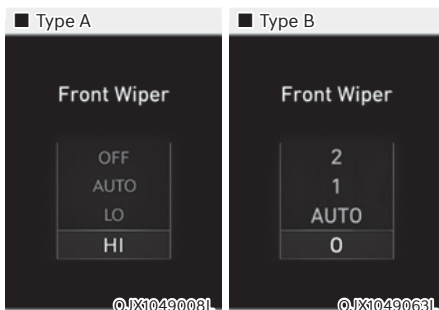 ■ Type A
Front Wiper
OFF
AUTO
LO
HI
OJX1049008L
■ Type B
Front Wiper
2
1
AUTO
0
OJX1049063L